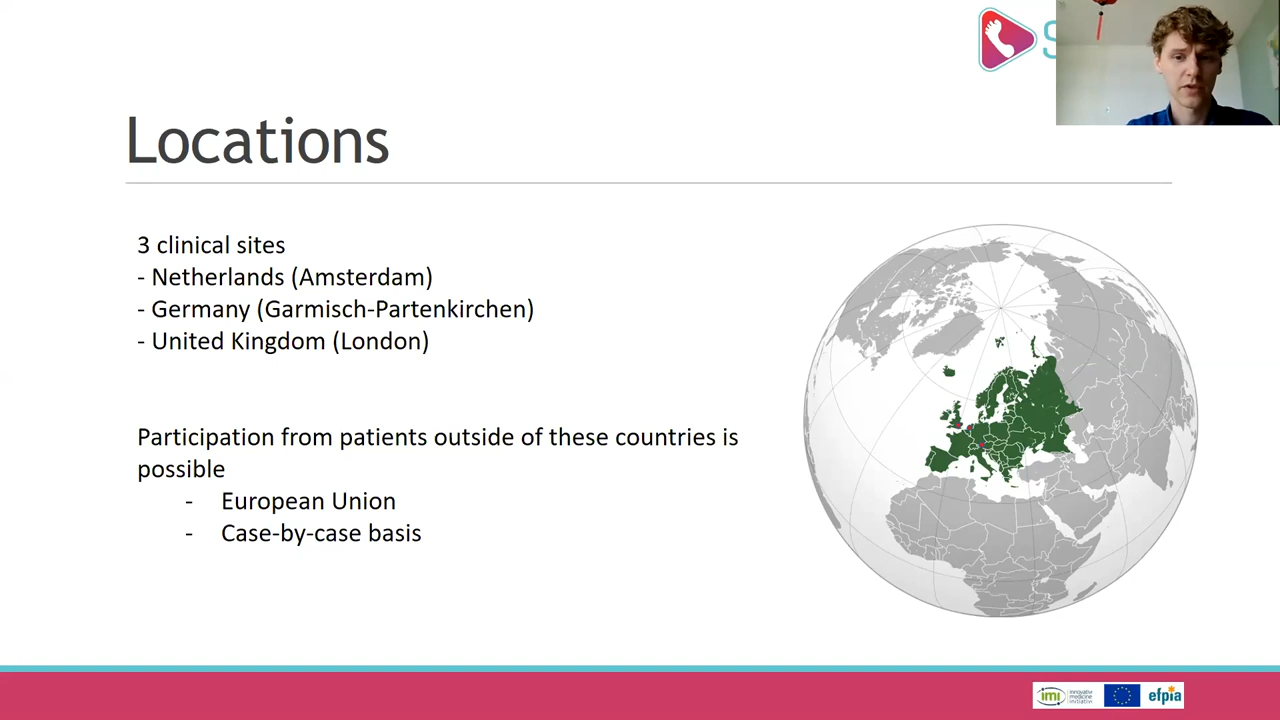 S
Locations
3 clinical sites
- Netherlands (Amsterdam)
- Germany (Garmisch-Partenkirchen)
- United Kingdom (London)
Participation from patients outside of these countries is
possible
- European Union
- Case-by-case basis
imi
innovative
medicines
initiative
efpia